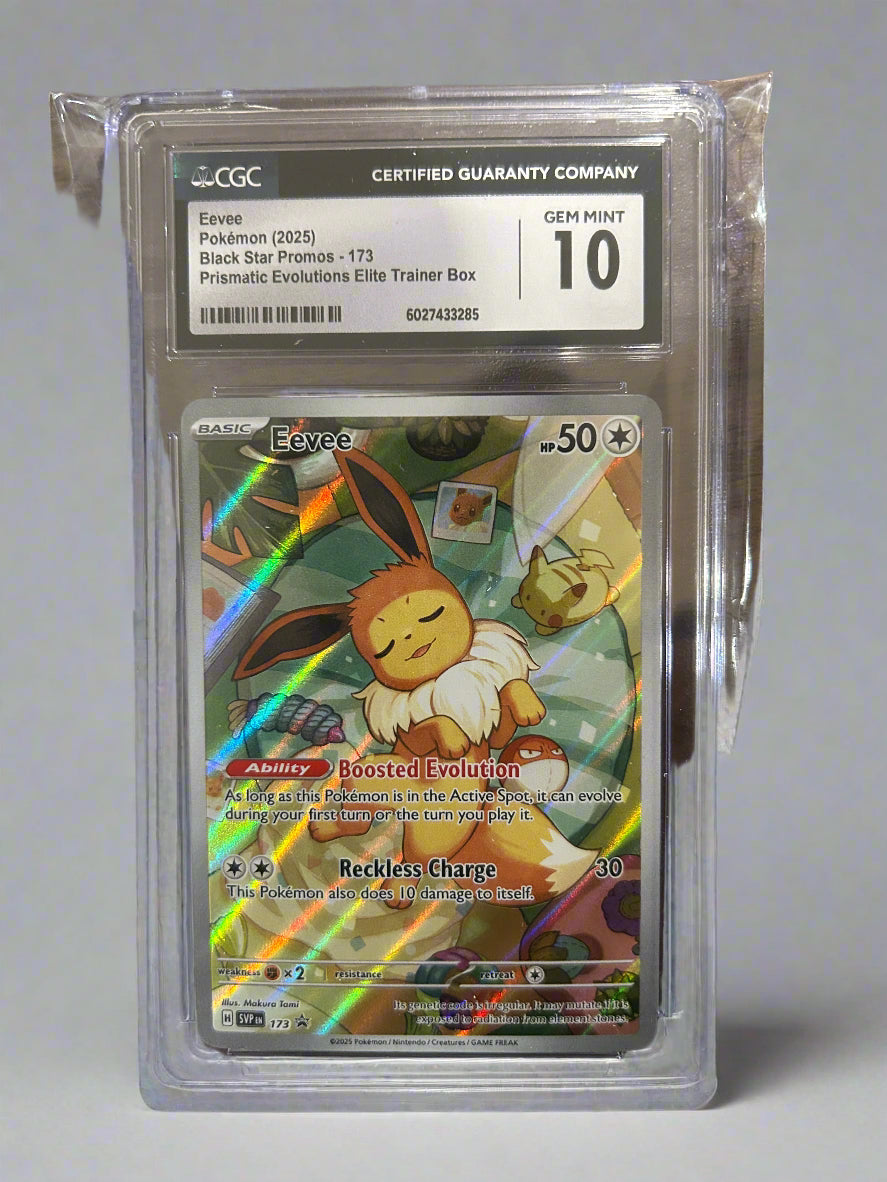 CGC
CERTIFIED GUARANTY COMPANY
Eevee
Pokémon (2025)
Black Star Promos - 173
Prismatic Evolutions Elite Trainer Box
GEM MINT
10
6027433285
BASIC
Eevee
HP 50
Ability Boosted Evolution
As long as this Pokémon is in the Active Spot, it can evolve
during your first turn or the turn you play it.
Reckless Charge 30
This Pokémon also does 10 damage to itself.
weakness ×2 resistance retreat
Illus. Makura Tami
Its genetic code is irregular. It may mutate if it is
exposed to radiation from element stones.
H SVP EN 173
©2025 Pokémon / Nintendo / Creatures / GAME FREAK